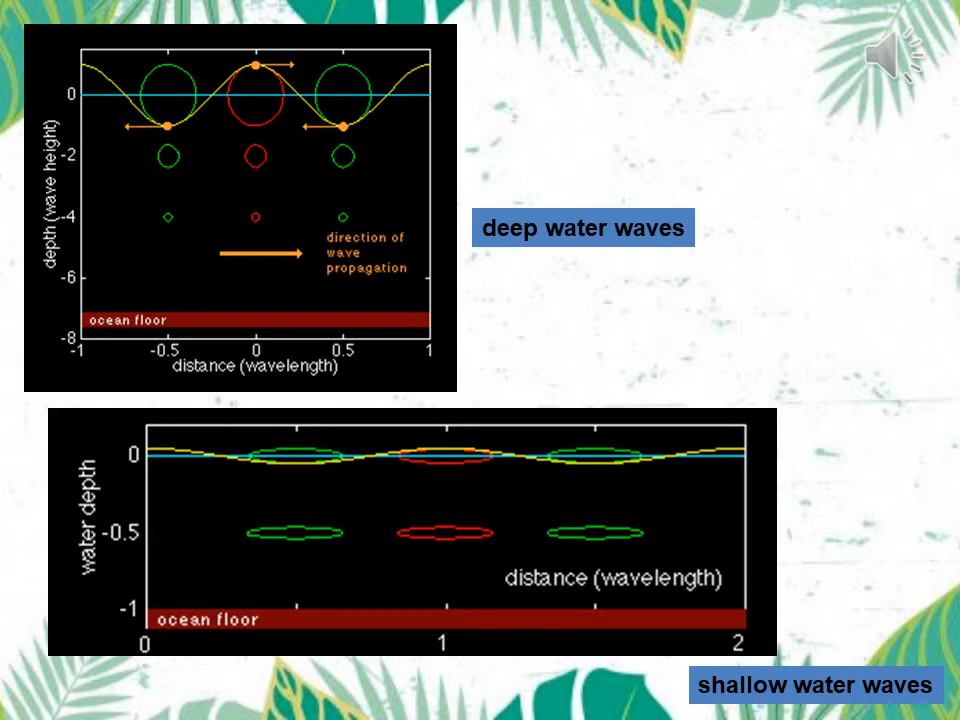 0
-2
-4
-6
-8
depth (wave height)
direction of
wave
propagation
ocean floor
-1
-0.5
0
0.5
1
distance (wavelength)
deep water waves
0
-0.5
-1
water depth
distance (wavelength)
ocean floor
0
1
2
shallow water waves